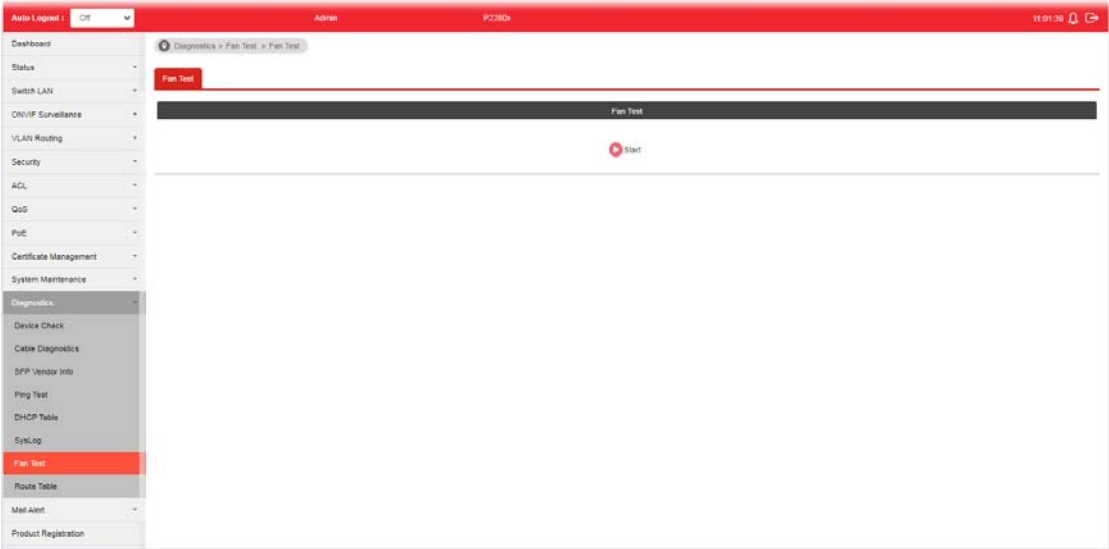 Auto Logout : Off Admin P2280x 11:01:39
Dashboard
Diagnostics > Fan Test > Fan Test
Status
Fan Test
Switch LAN
ONVIF Surveillance
Fan Test
VLAN Routing
Start
Security
ACL
QoS
PoE
Certificate Management
System Maintenance
Diagnostics
Device Check
Cable Diagnostics
SFP Vendor Info
Ping Test
DHCP Table
SysLog
Fan Test
Route Table
Mail Alert
Product Registration